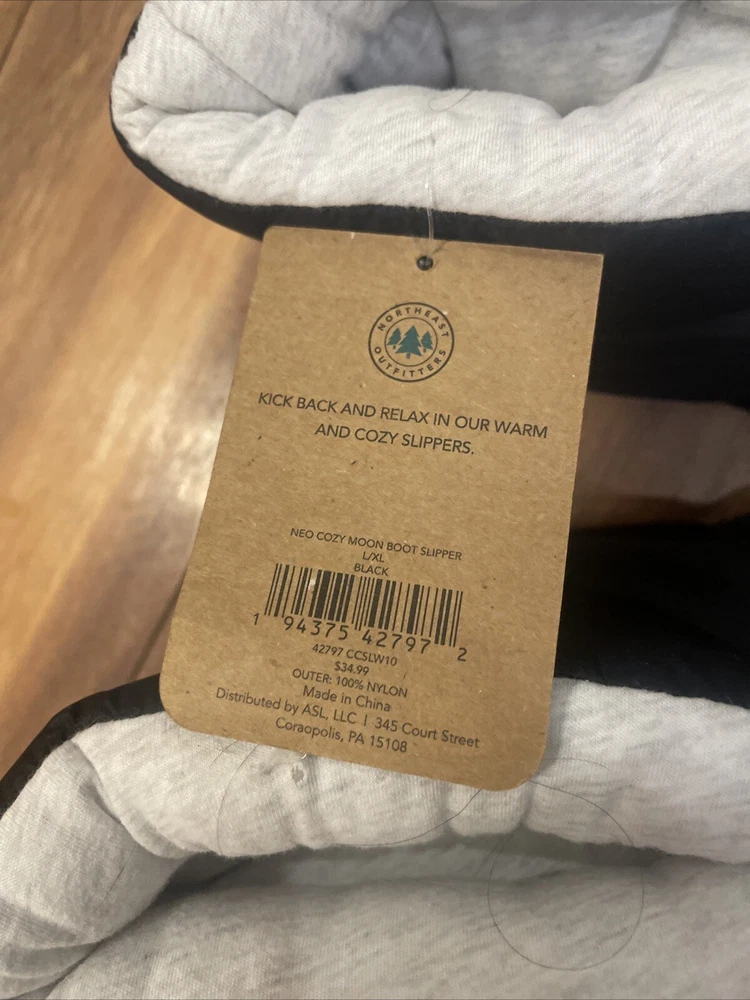 NORTHEAST
OUTFITTERS
KICK BACK AND RELAX IN OUR WARM
AND COZY SLIPPERS.
NEO COZY MOON BOOT SLIPPER
L/XL
BLACK
1 94375 42797 2
42797 CCSLW10
$34.99
OUTER: 100% NYLON
Made in China
Distributed by ASL, LLC | 345 Court Street
Coraopolis, PA 15108